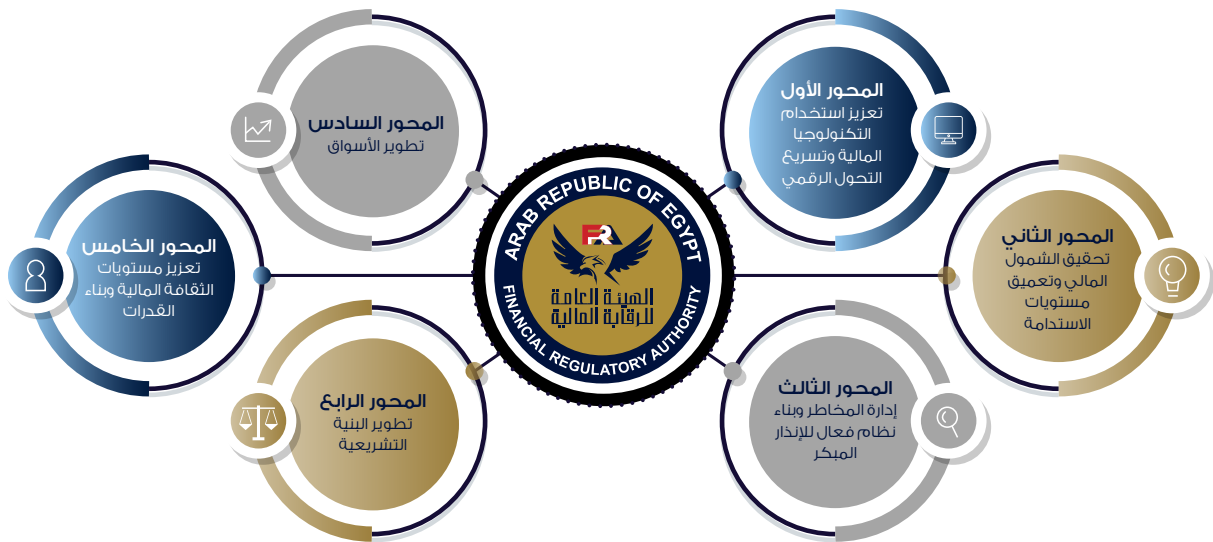 المحور الأول
تعزيز استخدام
التكنولوجيا
المالية وتسريع
التحول الرقمي
المحور الثاني
تحقيق الشمول
المالي وتعميق
مستويات
الاستدامة
المحور الثالث
إدارة المخاطر وبناء
نظام فعال للإنذار
المبكر
المحور الرابع
تطوير البنية
التشريعية
المحور الخامس
تعزيز مستويات
الثقافة المالية وبناء
القدرات
المحور السادس
تطوير الأسواق
ARAB REPUBLIC OF EGYPT
FRA
الهيئة العامة
للرقابة المالية
FINANCIAL REGULATORY AUTHORITY